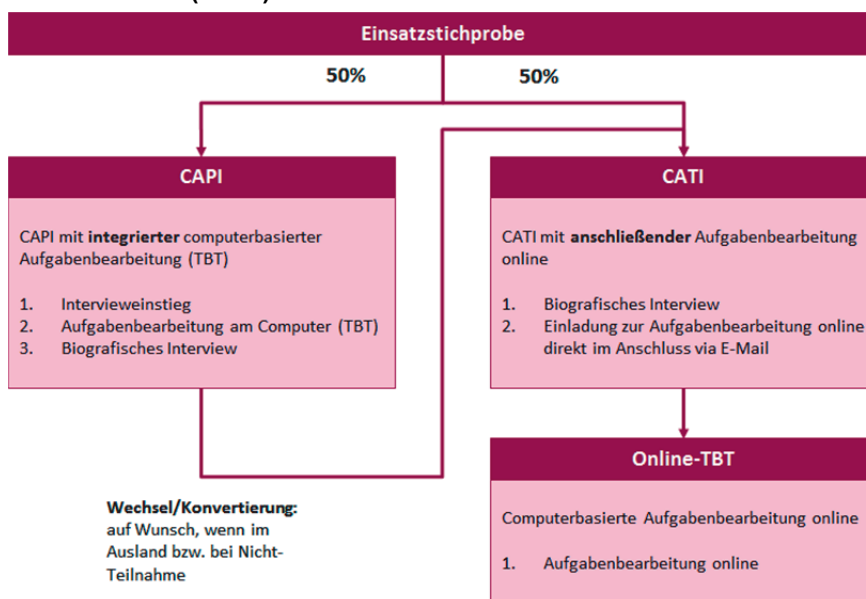 Einsatzstichprobe
50%
50%
CAPI
CAPI mit integrierter computerbasierter
Aufgabenbearbeitung (TBT)
1. Intervieweinstieg
2. Aufgabenbearbeitung am Computer (TBT)
3. Biografisches Interview
CATI
CATI mit anschließender Aufgabenbearbeitung
online
1. Biografisches Interview
2. Einladung zur Aufgabenbearbeitung online
direkt im Anschluss via E-Mail
Wechsel/Konvertierung:
auf Wunsch, wenn im
Ausland bzw. bei Nicht-
Teilnahme
Online-TBT
Computerbasierte Aufgabenbearbeitung online
1. Aufgabenbearbeitung online